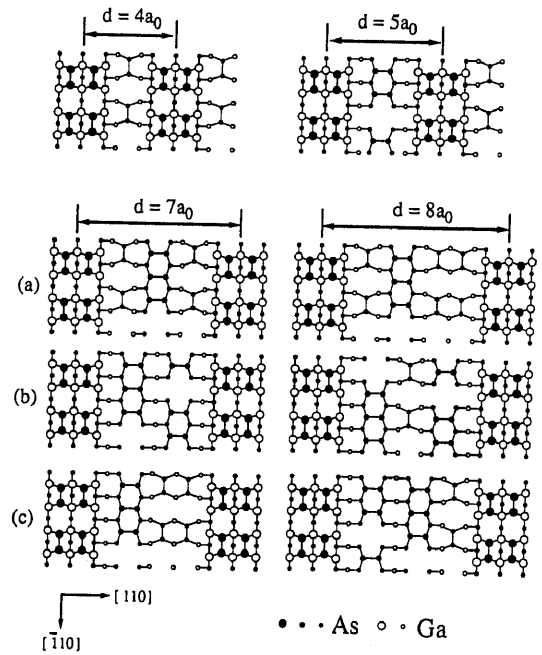 d = 4a₀ d = 5a₀
d = 7a₀ d = 8a₀
(a)
(b)
(c)
[110]
[1̄10]
As Ga